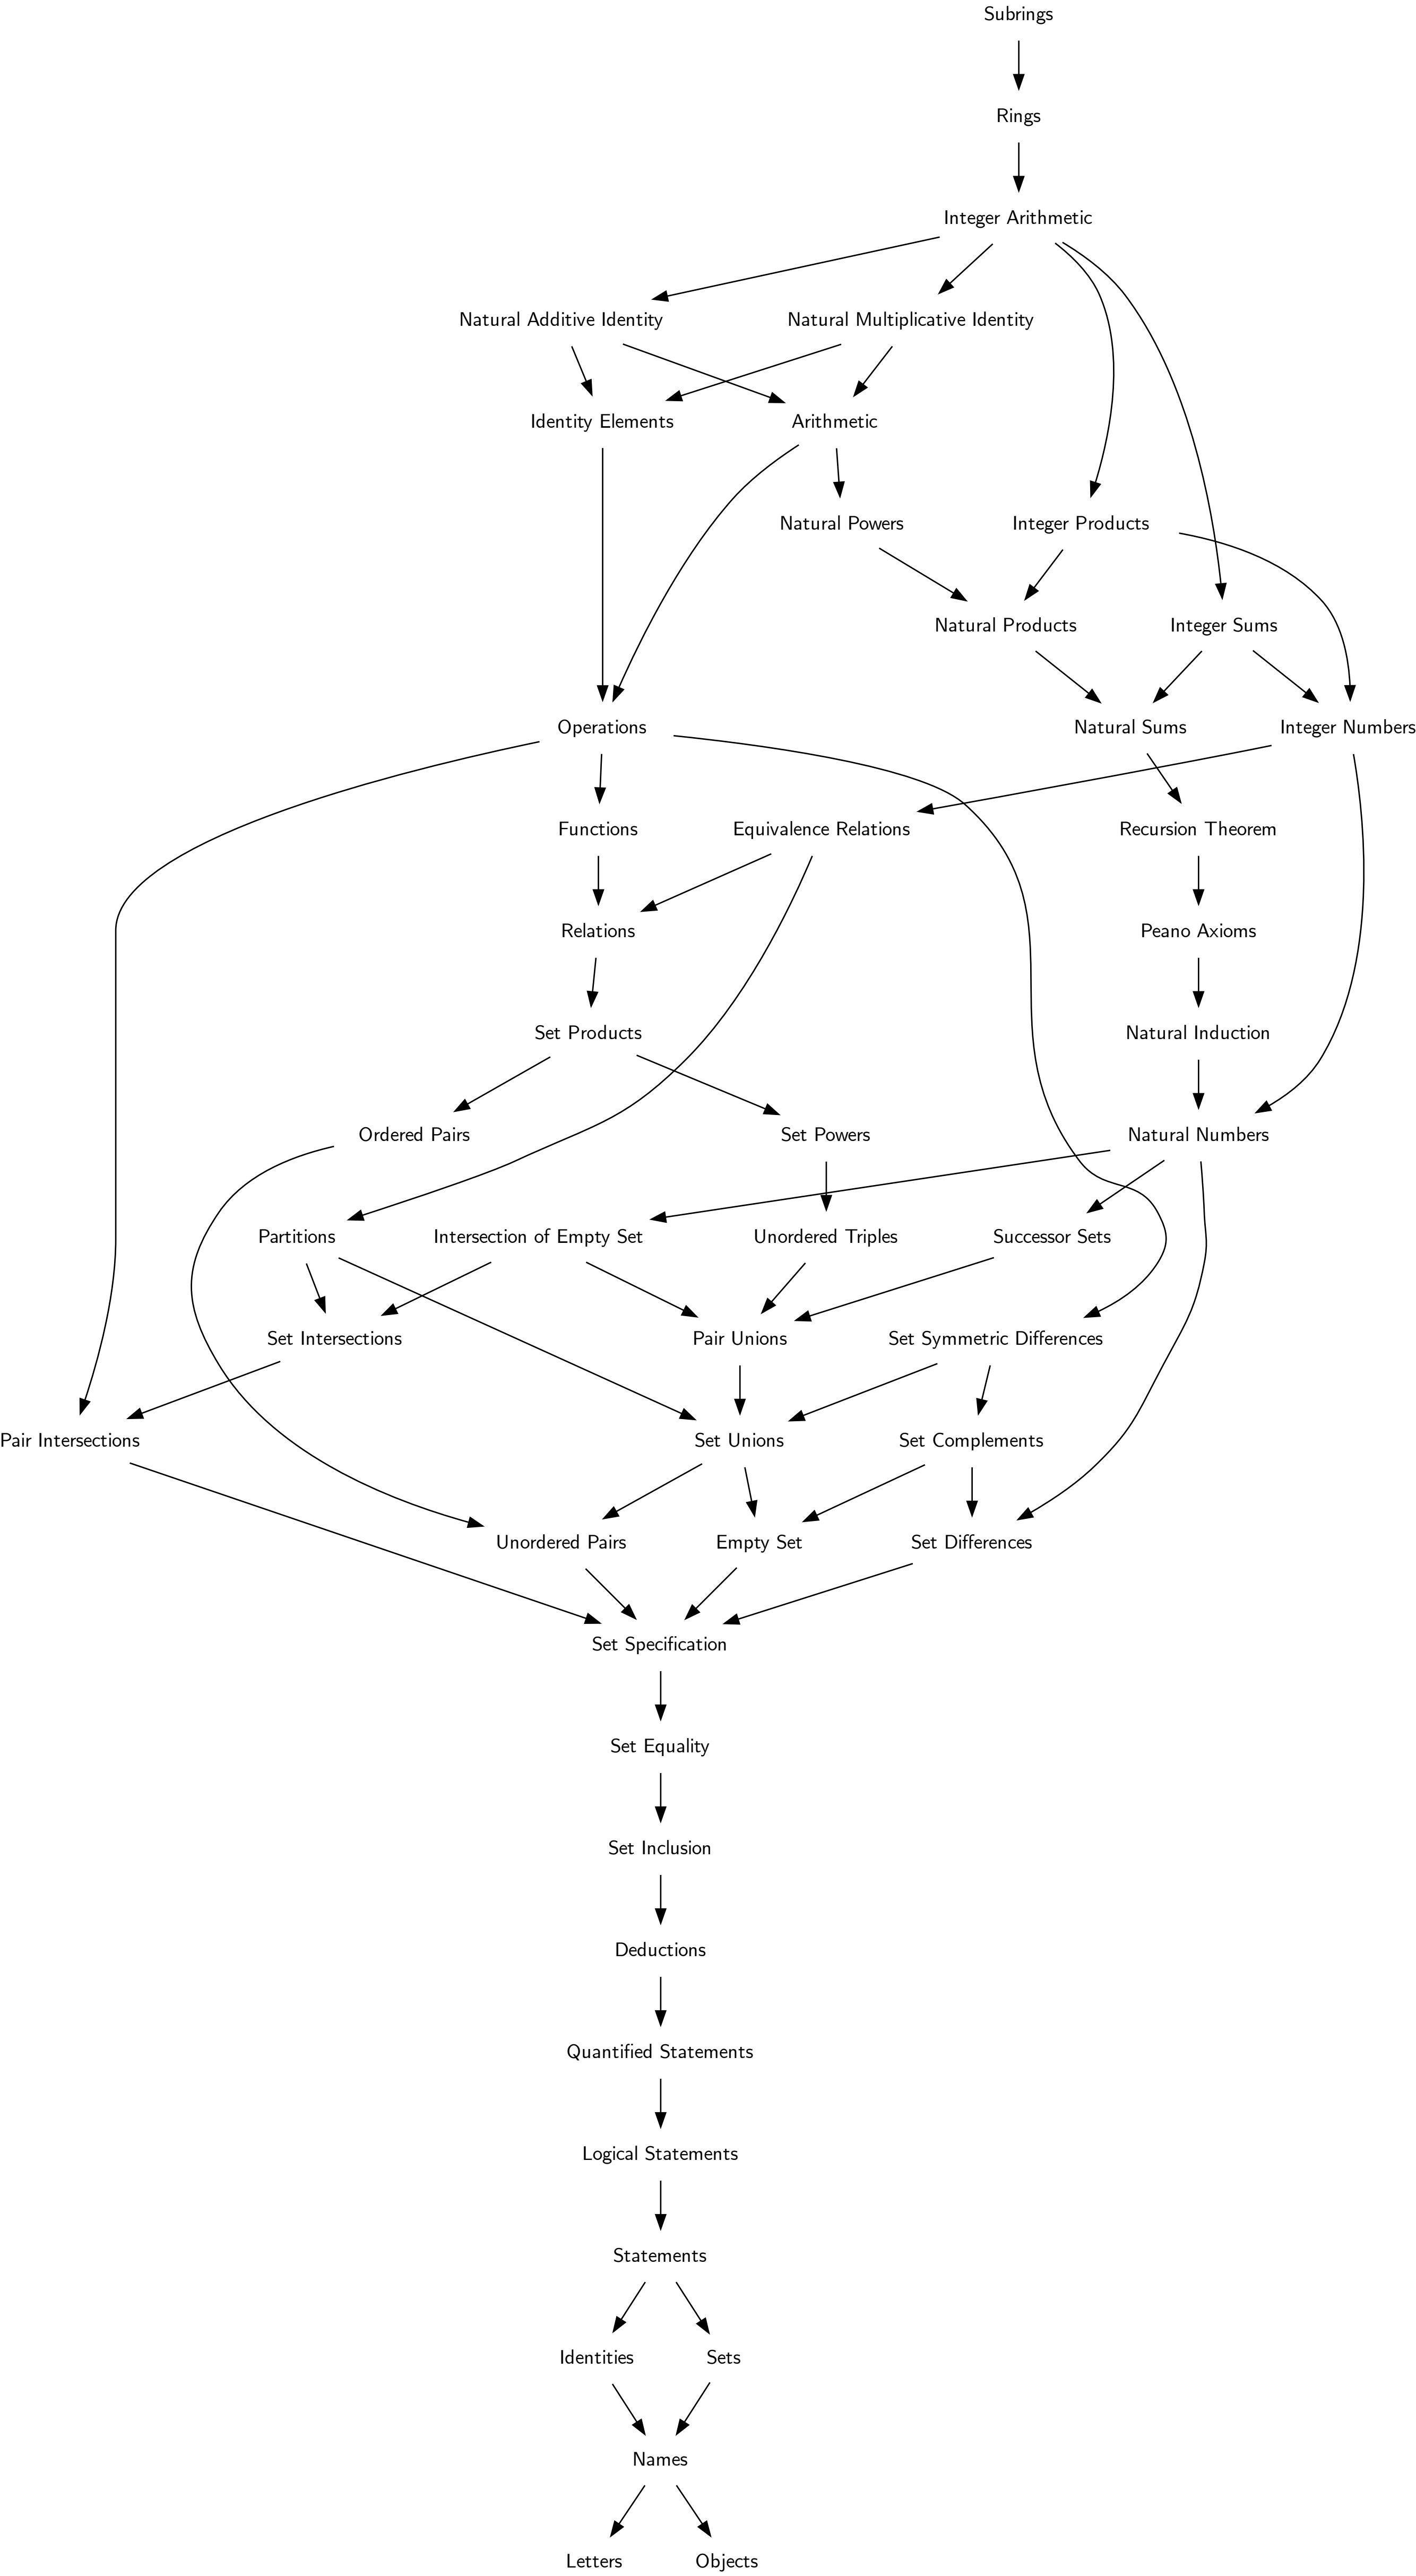 Subrings
Rings
Integer Arithmetic
Natural Additive Identity
Natural Multiplicative Identity
Identity Elements
Arithmetic
Natural Powers
Integer Products
Natural Products
Integer Sums
Operations
Natural Sums
Integer Numbers
Functions
Equivalence Relations
Recursion Theorem
Relations
Peano Axioms
Set Products
Natural Induction
Ordered Pairs
Set Powers
Natural Numbers
Partitions
Intersection of Empty Set
Unordered Triples
Successor Sets
Set Intersections
Pair Unions
Set Symmetric Differences
Pair Intersections
Set Unions
Set Complements
Unordered Pairs
Empty Set
Set Differences
Set Specification
Set Equality
Set Inclusion
Deductions
Quantified Statements
Logical Statements
Statements
Identities
Sets
Names
Letters
Objects